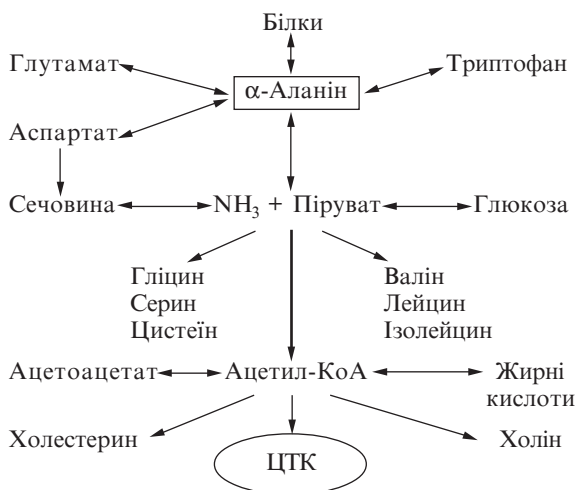 Білки
Глутамат
Триптофан
α-Аланін
Аспартат
Сечовина
NH₃ + Піруват
Глюкоза
Гліцин
Серин
Цистеїн
Валін
Лейцин
Ізолейцин
Ацетоацетат
Ацетил-КоА
Жирні
кислоти
Холестерин
Холін
ЦТК